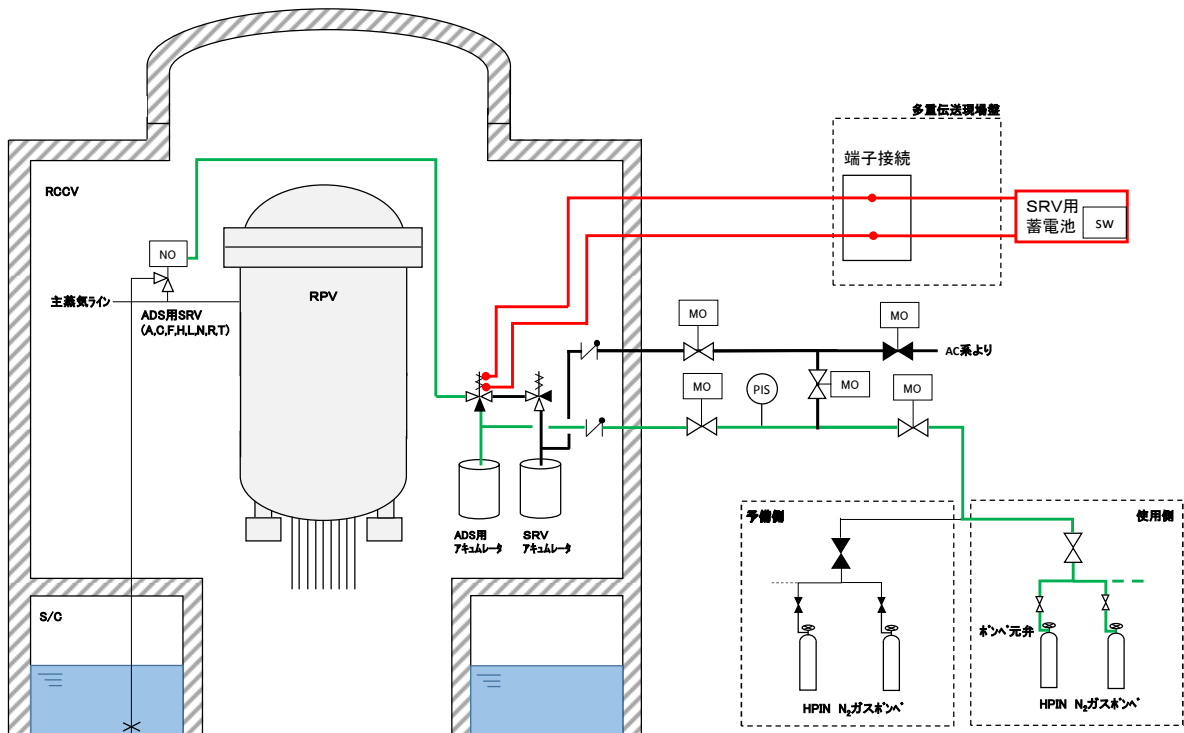 多重伝送現場盤
端子接続
RCCV
SRV用
蓄電池
SW
NO
主蒸気ライン
ADS用SRV
(A,C,F,H,L,N,R,T)
RPV
MO
MO
AC系より
MO
MO
PIS
MO
ADS用
ｱｷｭﾑﾚｰﾀ
SRV
ｱｷｭﾑﾚｰﾀ
予備側
使用側
S/C
ﾎﾞﾝﾍﾞ元弁
HPIN N₂ガスﾎﾞﾝﾍﾞ
HPIN N₂ガスﾎﾞﾝﾍﾞ